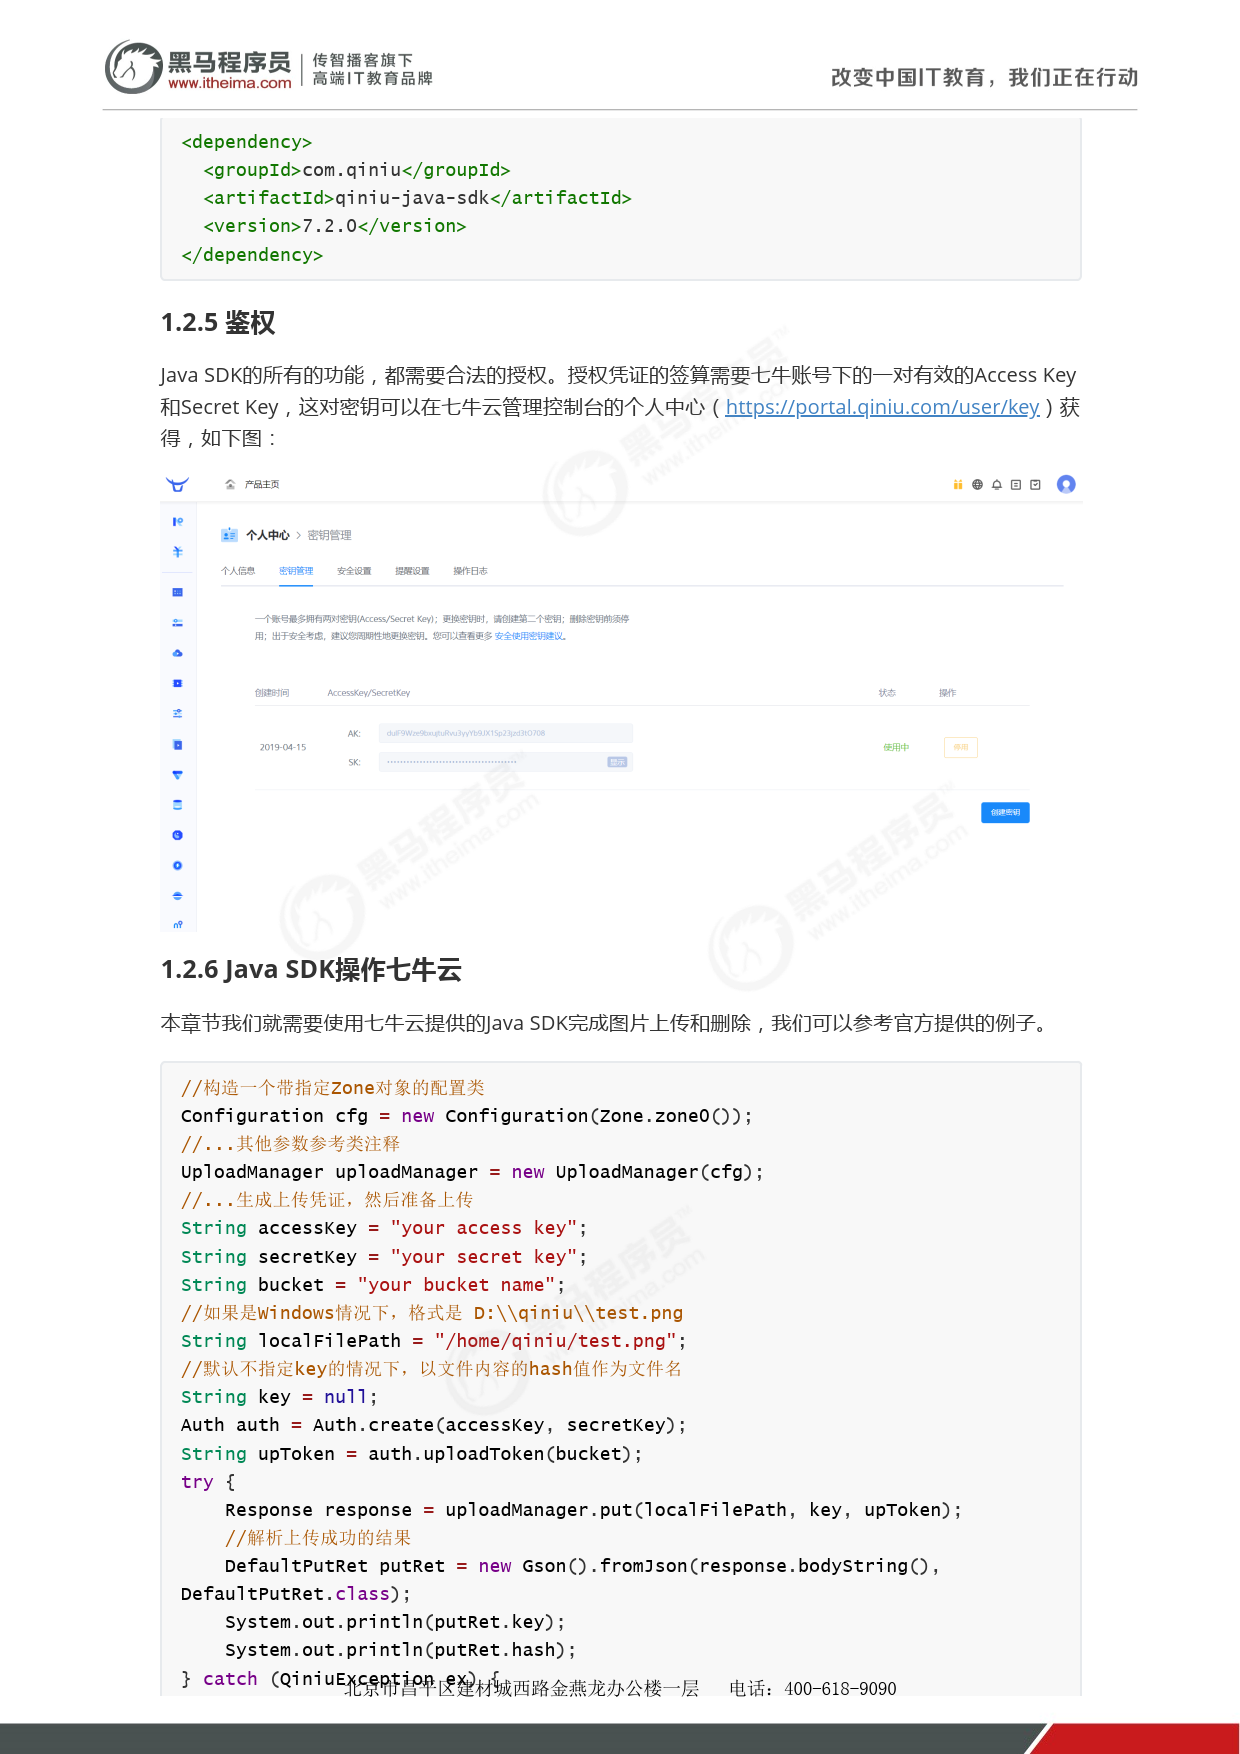 黑马程序员
www.itheima.com
传智播客旗下
高端IT教育品牌
改变中国IT教育，我们正在行动
<dependency>
  <groupId>com.qiniu</groupId>
  <artifactId>qiniu-java-sdk</artifactId>
  <version>7.2.0</version>
</dependency>
1.2.5 鉴权
Java SDK的所有的功能，都需要合法的授权。授权凭证的签算需要七牛账号下的一对有效的Access Key
和Secret Key，这对密钥可以在七牛云管理控制台的个人中心（https://portal.qiniu.com/user/key）获
得，如下图：
产品主页
个人中心 > 密钥管理
个人信息 密钥管理 安全设置 提醒设置 操作日志
一个账号最多拥有两对密钥(Access/Secret Key)；更换密钥时，请创建第二个密钥；删除密钥前须停
用；出于安全考虑，建议您周期性地更换密钥。您可以查看更多 安全使用密钥建议。
创建时间 AccessKey/SecretKey 状态 操作
AK:
2019-04-15 使用中 停用
SK: 显示
创建密钥
1.2.6 Java SDK操作七牛云
本章节我们就需要使用七牛云提供的Java SDK完成图片上传和删除，我们可以参考官方提供的例子。
//构造一个带指定Zone对象的配置类
Configuration cfg = new Configuration(Zone.zone0());
//...其他参数参考类注释
UploadManager uploadManager = new UploadManager(cfg);
//...生成上传凭证，然后准备上传
String accessKey = "your access key";
String secretKey = "your secret key";
String bucket = "your bucket name";
//如果是Windows情况下，格式是 D:\\qiniu\\test.png
String localFilePath = "/home/qiniu/test.png";
//默认不指定key的情况下，以文件内容的hash值作为文件名
String key = null;
Auth auth = Auth.create(accessKey, secretKey);
String upToken = auth.uploadToken(bucket);
try {
    Response response = uploadManager.put(localFilePath, key, upToken);
    //解析上传成功的结果
    DefaultPutRet putRet = new Gson().fromJson(response.bodyString(),
DefaultPutRet.class);
    System.out.println(putRet.key);
    System.out.println(putRet.hash);
} catch (QiniuException ex) {
北京市昌平区建材城西路金燕龙办公楼一层 电话：400-618-9090